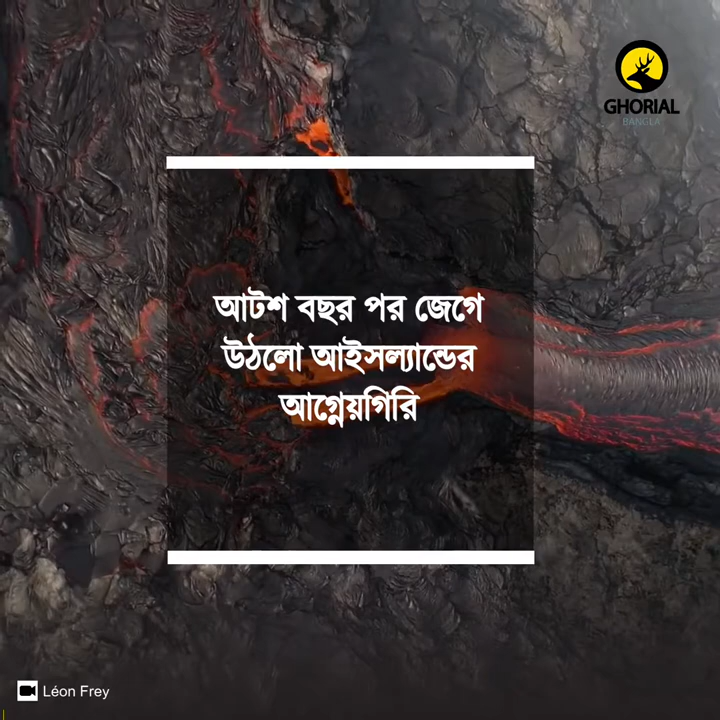 GHORIAL
BANGLA
আটশ বছর পর জেগে
উঠলো আইসল্যান্ডের
আগ্নেয়গিরি
Léon Frey